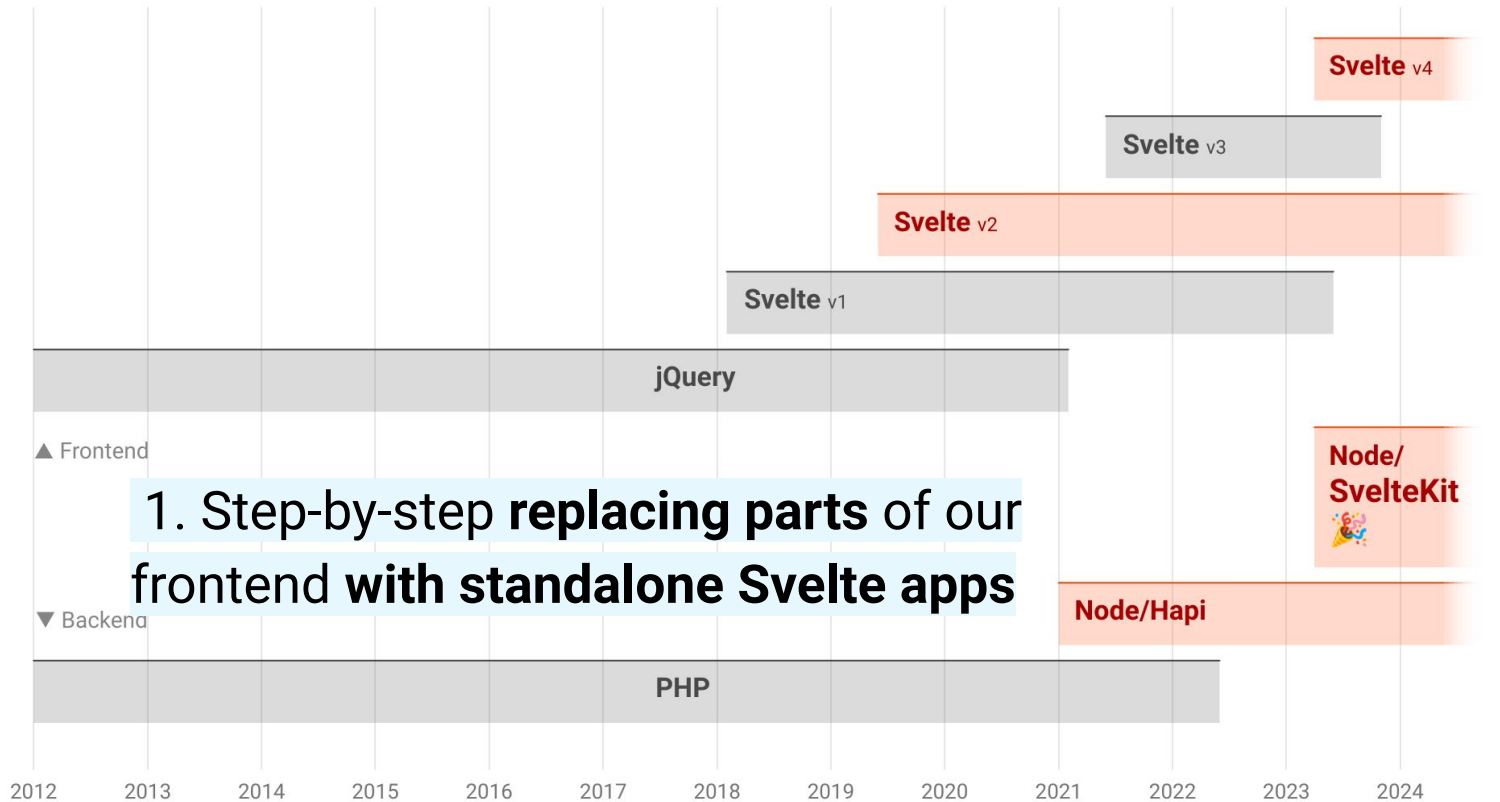 Svelte v4
Svelte v3
Svelte v2
Svelte v1
jQuery
▲ Frontend
Node/
SvelteKit
🎉
1. Step-by-step replacing parts of our
frontend with standalone Svelte apps
▼ Backend
Node/Hapi
PHP
2012 2013 2014 2015 2016 2017 2018 2019 2020 2021 2022 2023 2024